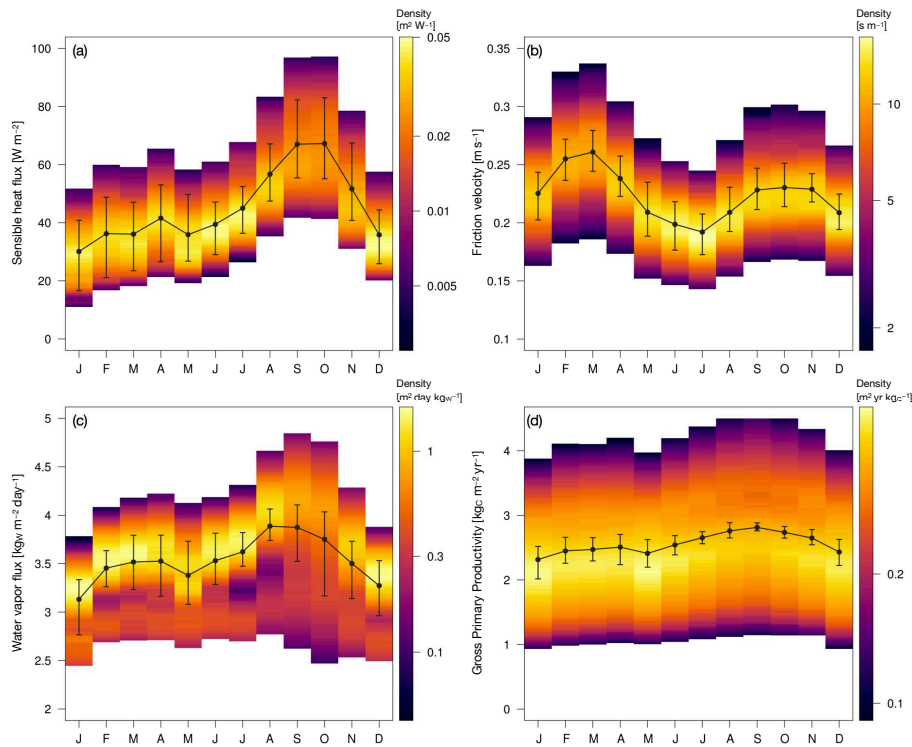 Density
[m² W⁻¹]
(a)
Sensible heat flux [W m⁻²]
100
80
60
40
20
0
J F M A M J J A S O N D
0.05
0.02
0.01
0.005
Density
[s m⁻¹]
(b)
Friction velocity [m s⁻¹]
0.35
0.3
0.25
0.2
0.15
0.1
J F M A M J J A S O N D
10
5
2
Density
[m² day kgw⁻¹]
(c)
Water vapor flux [kgw m⁻² day⁻¹]
5
4.5
4
3.5
3
2.5
2
J F M A M J J A S O N D
1
0.3
0.1
Density
[m² yr kgC⁻¹]
(d)
Gross Primary Productivity [kgC m⁻² yr⁻¹]
4
3
2
1
0
J F M A M J J A S O N D
0.2
0.1